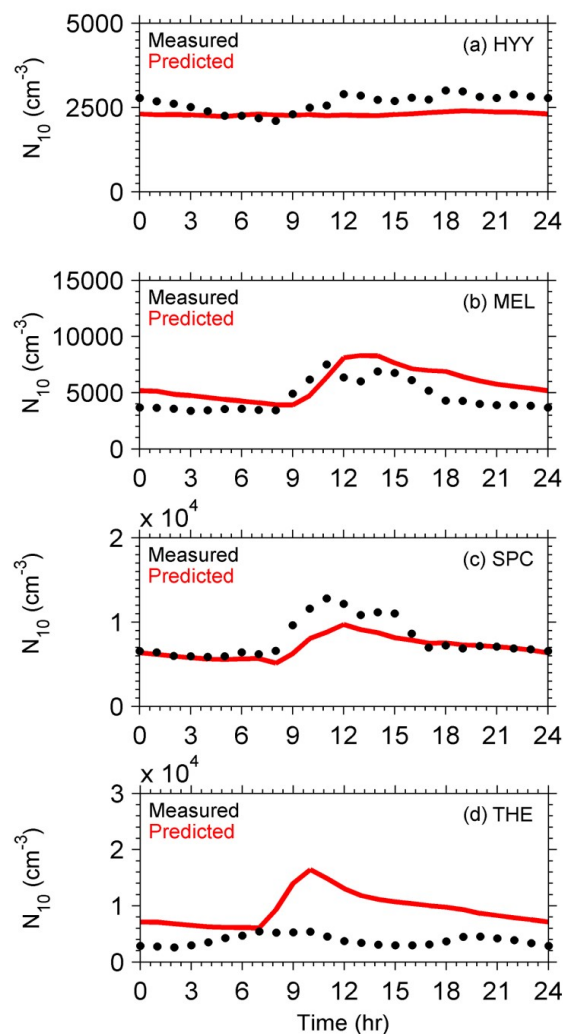 5000
Measured (a) HYY
Predicted
N10 (cm-3)
2500
0
0 3 6 9 12 15 18 21 24
15000
Measured (b) MEL
Predicted
10000
N10 (cm-3)
5000
0
0 3 6 9 12 15 18 21 24
x 10^4
2
Measured (c) SPC
Predicted
N10 (cm-3)
1
0
0 3 6 9 12 15 18 21 24
x 10^4
3
Measured (d) THE
Predicted
2
N10 (cm-3)
1
0
0 3 6 9 12 15 18 21 24
Time (hr)